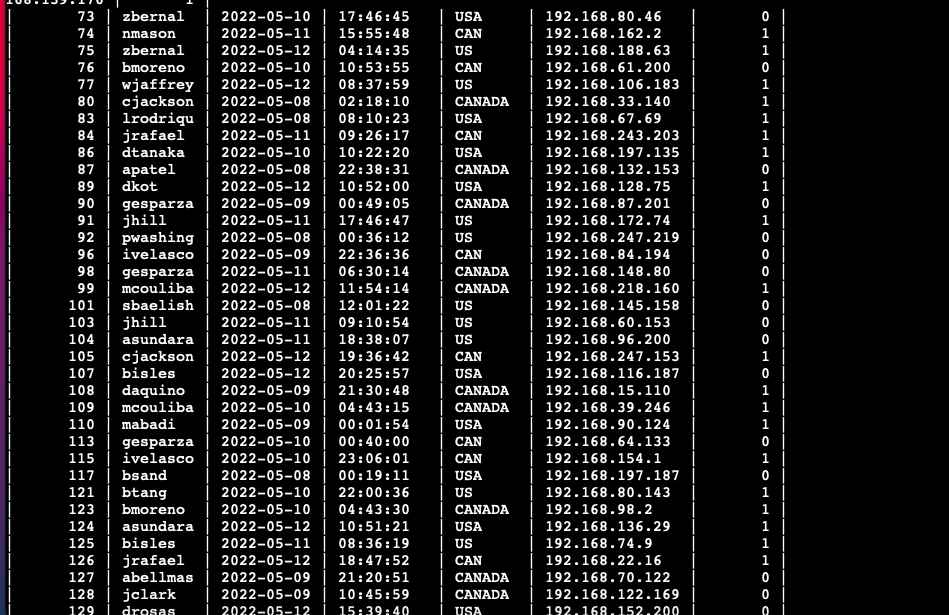 168.159.176 | 1 |
| 73 | zbernal | 2022-05-10 | 17:46:45 | USA | 192.168.80.46 | 0 |
| 74 | nmason | 2022-05-11 | 15:55:48 | CAN | 192.168.162.2 | 1 |
| 75 | zbernal | 2022-05-12 | 04:14:35 | US | 192.168.188.63 | 1 |
| 76 | bmoreno | 2022-05-10 | 10:53:55 | CAN | 192.168.61.200 | 0 |
| 77 | wjaffrey | 2022-05-12 | 08:37:59 | US | 192.168.106.183 | 1 |
| 80 | cjackson | 2022-05-08 | 02:18:10 | CANADA | 192.168.33.140 | 1 |
| 83 | lrodriqu | 2022-05-08 | 08:10:23 | USA | 192.168.67.69 | 1 |
| 84 | jrafael | 2022-05-11 | 09:26:17 | CAN | 192.168.243.203 | 1 |
| 86 | dtanaka | 2022-05-10 | 10:22:20 | USA | 192.168.197.135 | 1 |
| 87 | apatel | 2022-05-08 | 22:38:31 | CANADA | 192.168.132.153 | 0 |
| 89 | dkot | 2022-05-12 | 10:52:00 | USA | 192.168.128.75 | 1 |
| 90 | gesparza | 2022-05-09 | 00:49:05 | CANADA | 192.168.87.201 | 0 |
| 91 | jhill | 2022-05-11 | 17:46:47 | US | 192.168.172.74 | 1 |
| 92 | pwashing | 2022-05-08 | 00:36:12 | US | 192.168.247.219 | 0 |
| 96 | ivelasco | 2022-05-09 | 22:36:36 | CAN | 192.168.84.194 | 0 |
| 98 | gesparza | 2022-05-11 | 06:30:14 | CANADA | 192.168.148.80 | 0 |
| 99 | mcouliba | 2022-05-12 | 11:54:14 | CANADA | 192.168.218.160 | 1 |
| 101 | sbaelish | 2022-05-08 | 12:01:22 | US | 192.168.145.158 | 0 |
| 103 | jhill | 2022-05-11 | 09:10:54 | US | 192.168.60.153 | 0 |
| 104 | asundara | 2022-05-11 | 18:38:07 | US | 192.168.96.200 | 0 |
| 105 | cjackson | 2022-05-12 | 19:36:42 | CAN | 192.168.247.153 | 1 |
| 107 | bisles | 2022-05-12 | 20:25:57 | USA | 192.168.116.187 | 0 |
| 108 | daquino | 2022-05-09 | 21:30:48 | CANADA | 192.168.15.110 | 1 |
| 109 | mcouliba | 2022-05-10 | 04:43:15 | CANADA | 192.168.39.246 | 1 |
| 110 | mabadi | 2022-05-09 | 00:01:54 | USA | 192.168.90.124 | 1 |
| 113 | gesparza | 2022-05-10 | 00:40:00 | CAN | 192.168.64.133 | 0 |
| 115 | ivelasco | 2022-05-10 | 23:06:01 | CAN | 192.168.154.1 | 1 |
| 117 | bsand | 2022-05-08 | 00:19:11 | USA | 192.168.197.187 | 0 |
| 121 | btang | 2022-05-10 | 22:00:36 | US | 192.168.80.143 | 1 |
| 123 | bmoreno | 2022-05-10 | 04:43:30 | CANADA | 192.168.98.2 | 1 |
| 124 | asundara | 2022-05-12 | 10:51:21 | USA | 192.168.136.29 | 1 |
| 125 | bisles | 2022-05-11 | 08:36:19 | US | 192.168.74.9 | 1 |
| 126 | jrafael | 2022-05-12 | 18:47:52 | CAN | 192.168.22.16 | 1 |
| 127 | abellmas | 2022-05-09 | 21:20:51 | CANADA | 192.168.70.122 | 0 |
| 128 | jclark | 2022-05-09 | 10:45:59 | CANADA | 192.168.122.169 | 0 |
| 129 | drosas | 2022-05-12 | 15:39:40 | USA | 192.168.152.200 | 0 |